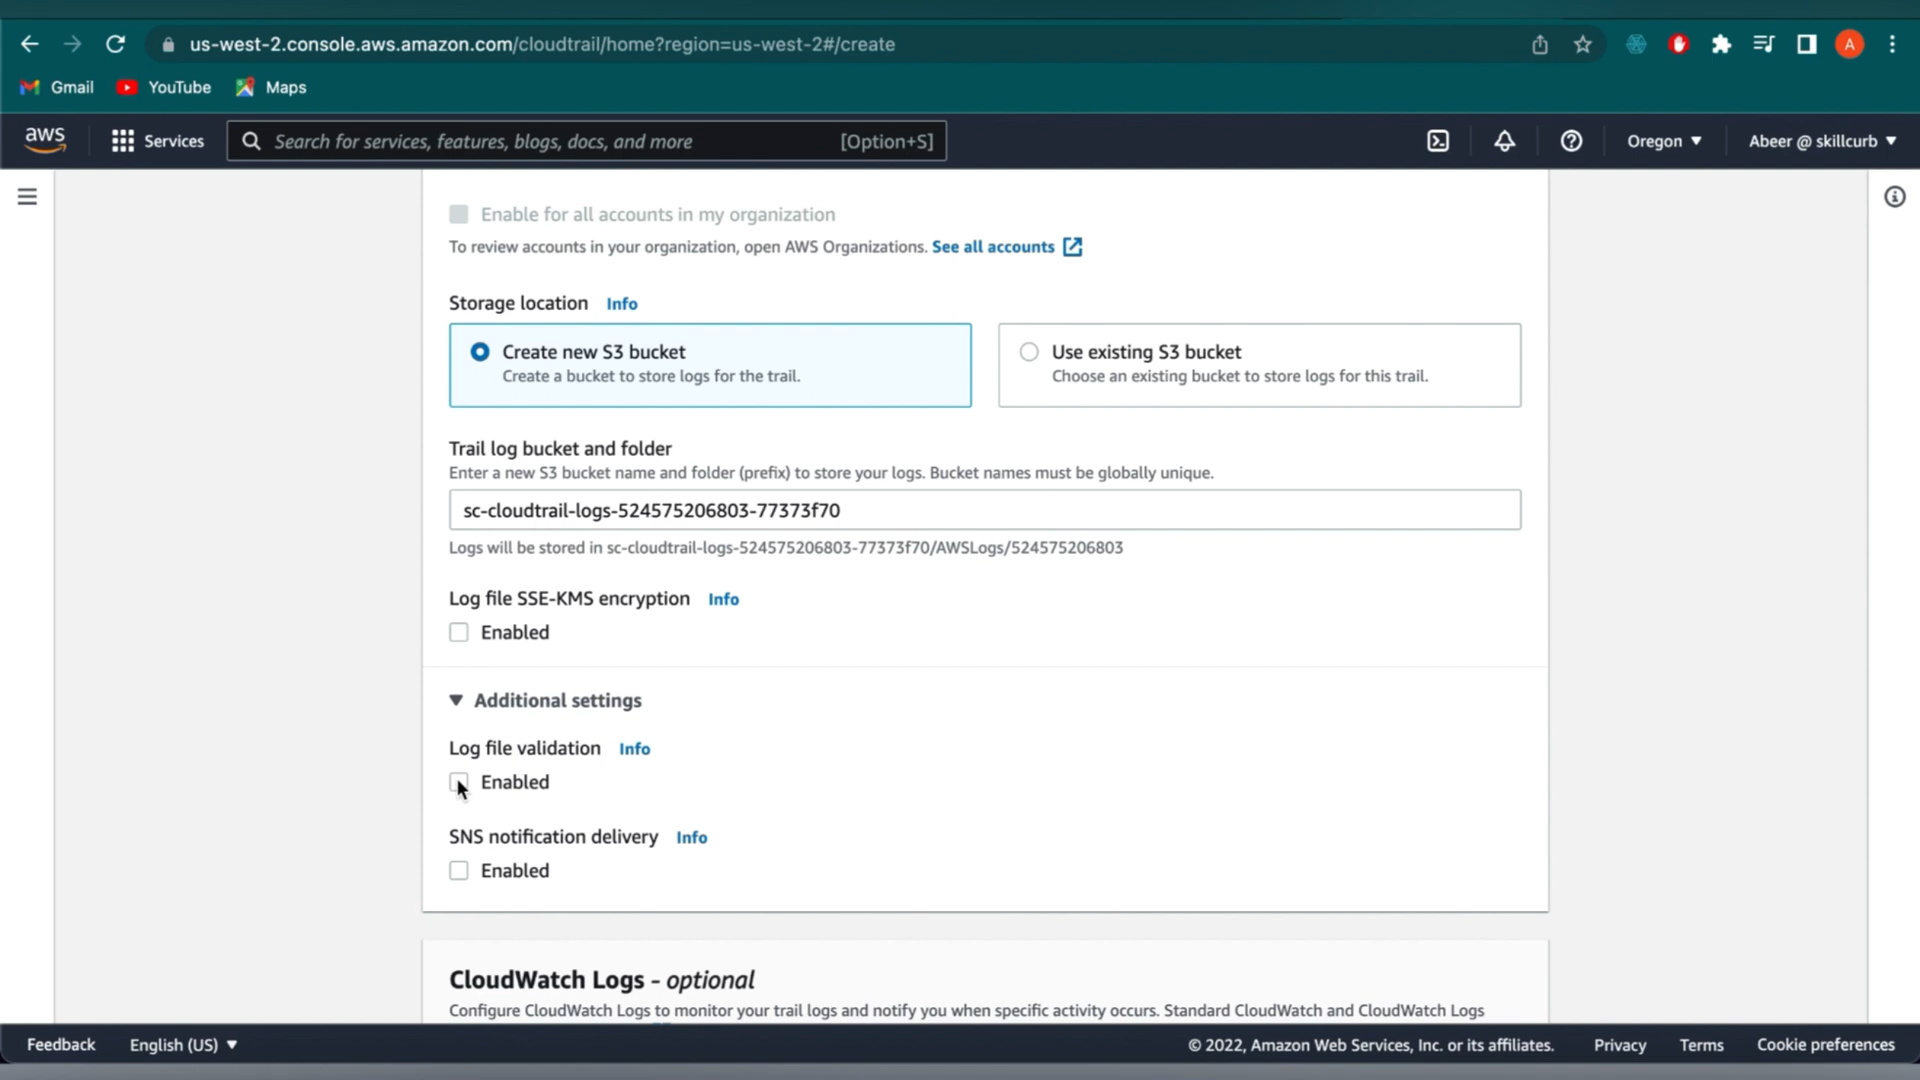 us-west-2.console.aws.amazon.com/cloudtrail/home?region=us-west-2#/create
A
Gmail YouTube Maps
aws Services Search for services, features, blogs, docs, and more [Option+S] Oregon ▼ Abeer @ skillcurb ▼
Enable for all accounts in my organization
To review accounts in your organization, open AWS Organizations. See all accounts
Storage location Info
Create new S3 bucket
Create a bucket to store logs for the trail.
Use existing S3 bucket
Choose an existing bucket to store logs for this trail.
Trail log bucket and folder
Enter a new S3 bucket name and folder (prefix) to store your logs. Bucket names must be globally unique.
sc-cloudtrail-logs-524575206803-77373f70
Logs will be stored in sc-cloudtrail-logs-524575206803-77373f70/AWSLogs/524575206803
Log file SSE-KMS encryption Info
Enabled
▼ Additional settings
Log file validation Info
Enabled
SNS notification delivery Info
Enabled
CloudWatch Logs - optional
Configure CloudWatch Logs to monitor your trail logs and notify you when specific activity occurs. Standard CloudWatch and CloudWatch Logs
Feedback English (US) ▼ © 2022, Amazon Web Services, Inc. or its affiliates. Privacy Terms Cookie preferences